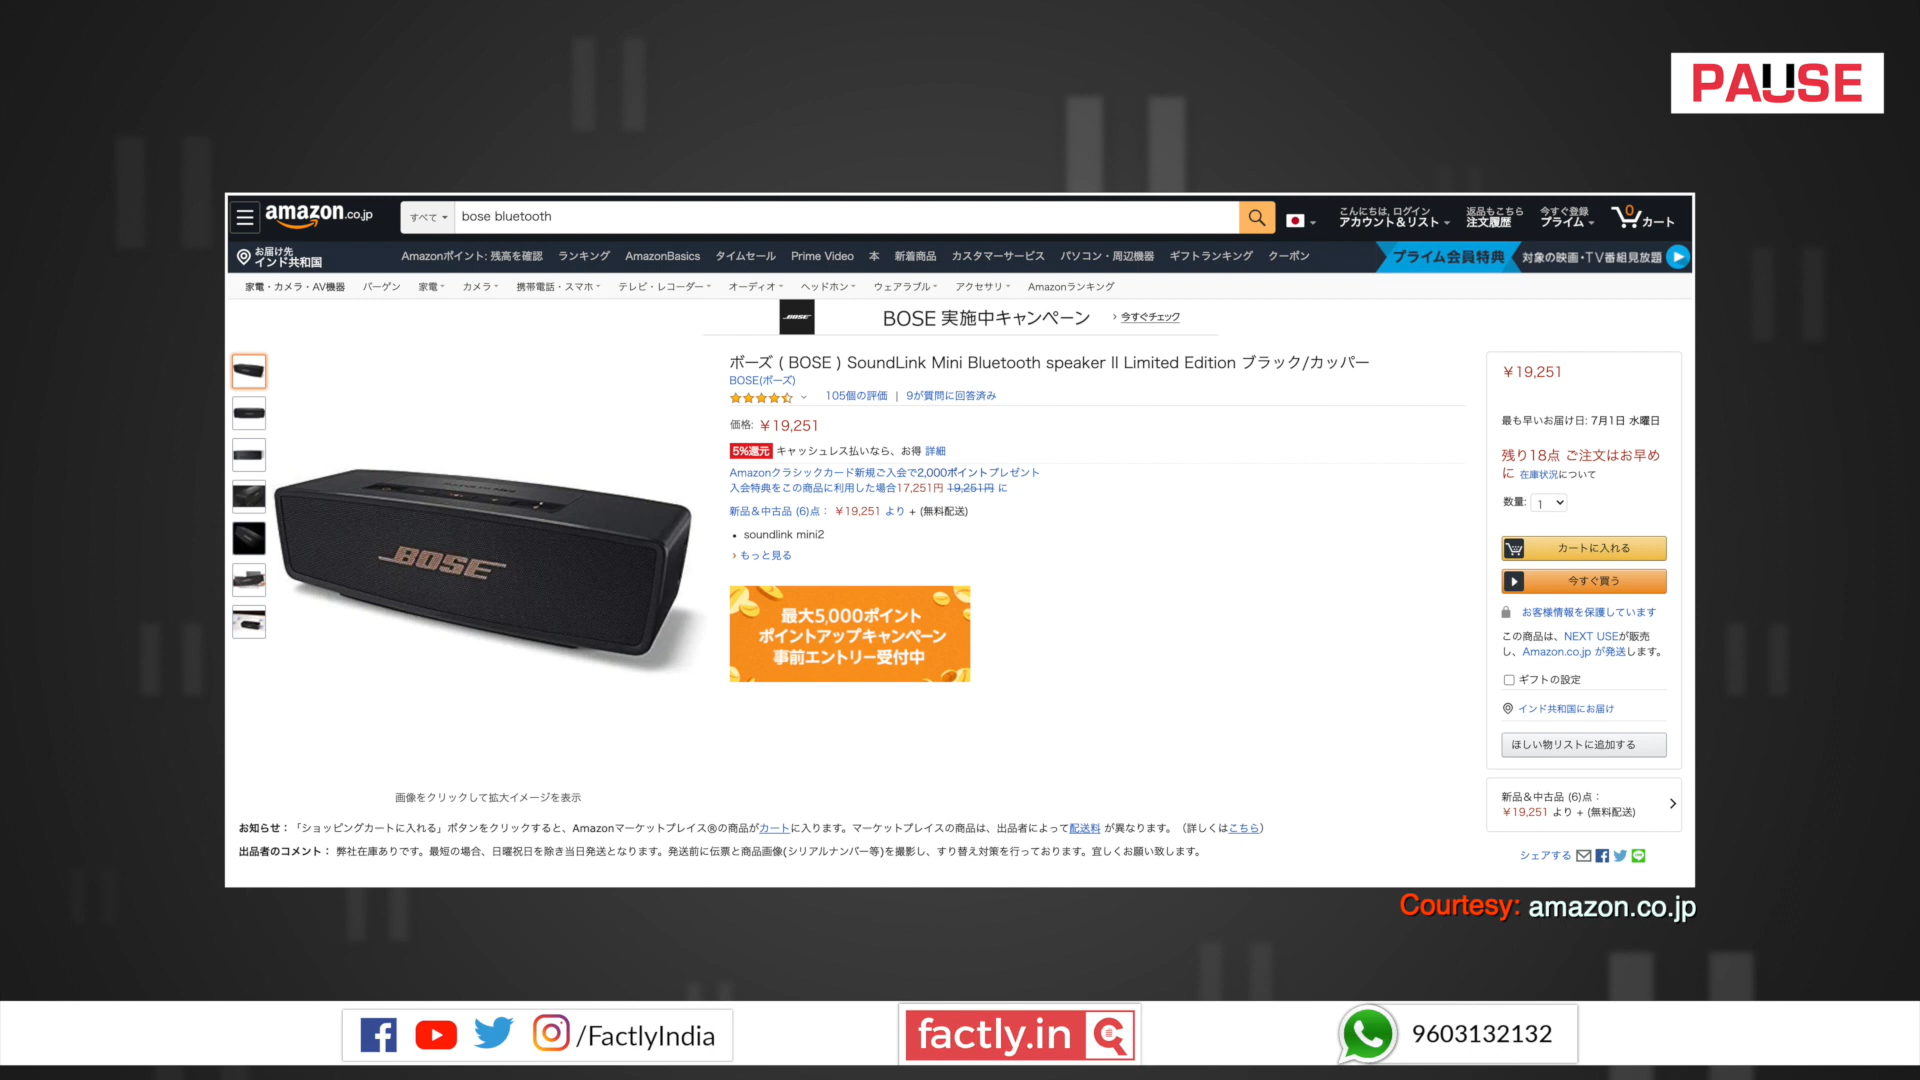 PAUSE
amazon.co.jp
すべて
bose bluetooth
こんにちは, ログイン
アカウント&リスト
返品もこちら
注文履歴
今すぐ登録
プライム
0
カート
お届け先
インド共和国
Amazonポイント: 残高を確認 ランキング AmazonBasics タイムセール Prime Video 本 新着商品 カスタマーサービス パソコン・周辺機器 ギフトランキング クーポン
プライム会員特典 対象の映画・TV番組見放題
家電・カメラ・AV機器 バーゲン 家電 カメラ 携帯電話・スマホ テレビ・レコーダー オーディオ ヘッドホン ウェアラブル アクセサリ Amazonランキング
BOSE
BOSE 実施中キャンペーン › 今すぐチェック
ボーズ ( BOSE ) SoundLink Mini Bluetooth speaker II Limited Edition ブラック/カッパー
BOSE(ボーズ)
105個の評価 | 9が質問に回答済み
価格: ￥19,251
5%還元 キャッシュレス払いなら、お得 詳細
Amazonクラシックカード新規ご入会で2,000ポイントプレゼント
入会特典をこの商品に利用した場合17,251円 19,251円 に
新品＆中古品 (6)点： ￥19,251 より + (無料配送)
• soundlink mini2
› もっと見る
最大5,000ポイント
ポイントアップキャンペーン
事前エントリー受付中
BOSE
画像をクリックして拡大イメージを表示
￥19,251
最も早いお届け日: 7月1日 水曜日
残り18点 ご注文はお早め
に 在庫状況について
数量: 1
カートに入れる
今すぐ買う
お客様情報を保護しています
この商品は、NEXT USEが販売
し、Amazon.co.jp が発送します。
ギフトの設定
インド共和国にお届け
ほしい物リストに追加する
新品＆中古品 (6)点：
￥19,251 より + (無料配送)
シェアする
お知らせ： 「ショッピングカートに入れる」ボタンをクリックすると、Amazonマーケットプレイス®の商品がカートに入ります。マーケットプレイスの商品は、出品者によって配送料 が異なります。（詳しくはこちら）
出品者のコメント： 弊社在庫ありです。最短の場合、日曜祝日を除き当日発送となります。発送前に伝票と商品画像(シリアルナンバー等)を撮影し、すり替え対策を行っております。宜しくお願い致します。
Courtesy: amazon.co.jp
/FactlyIndia
factly.in
9603132132